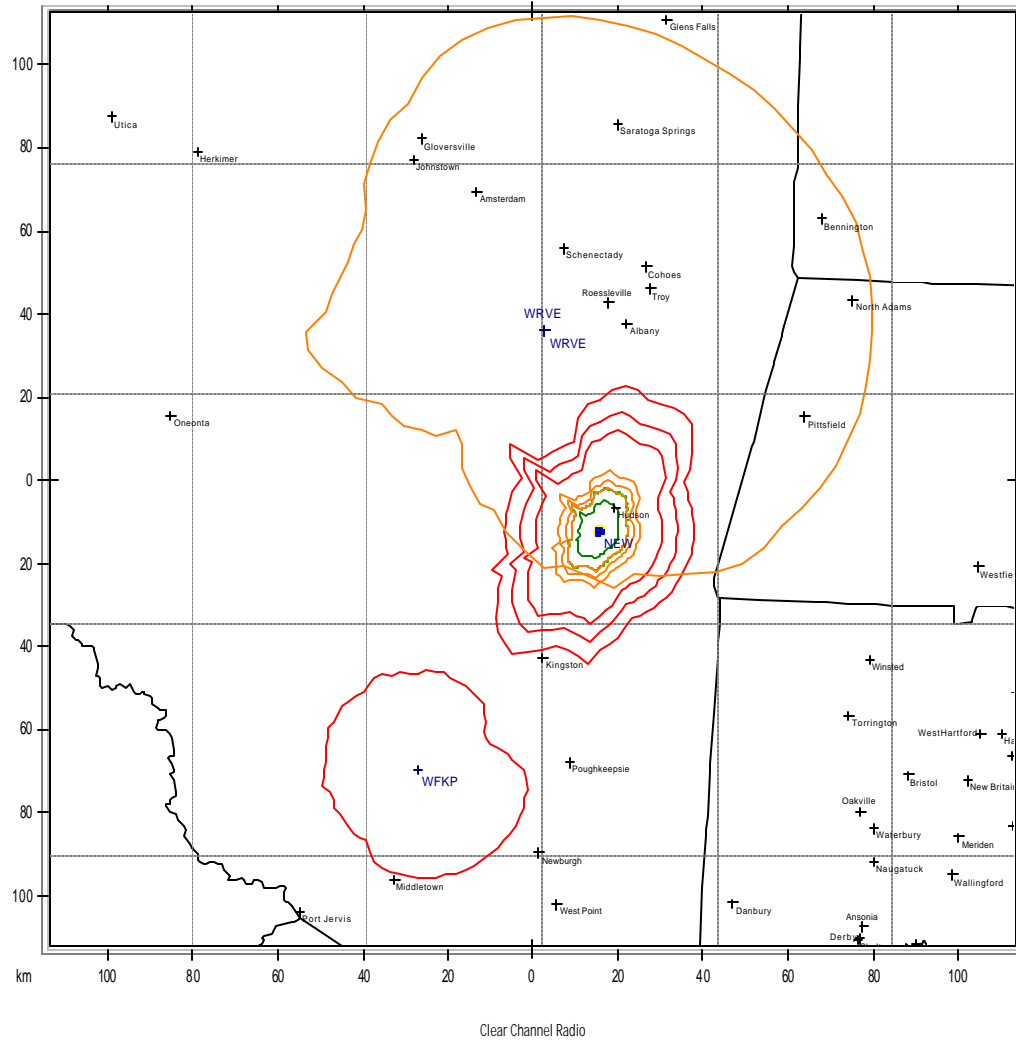 Glens Falls
100
Utica
Saratoga Springs
Gloversville
80
Herkimer
Johnstown
Amsterdam
60
Bennington
Schenectady
Cohoes
Roessleville
Troy
40
North Adams
WRVE
Albany
WRVE
20
Oneonta
Pittsfield
0
Hudson
NEW
20
Westfie
40
Kingston
Winsted
60
Torrington
WestHartford
Ha
Poughkeepsie
WFKP
Bristol
New Britain
80
Oakville
Waterbury
Meriden
Newburgh
Naugatuck
Middletown
Wallingford
100
West Point
Danbury
Port Jervis
Ansonia
Derby
km
100
80
60
40
20
0
20
40
60
80
100
Clear Channel Radio